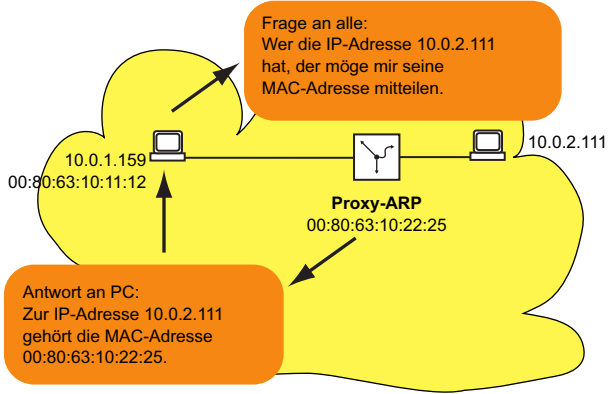 Frage an alle:
Wer die IP-Adresse 10.0.2.111
hat, der möge mir seine
MAC-Adresse mitteilen.
10.0.2.111
10.0.1.159
00:80:63:10:11:12
Proxy-ARP
00:80:63:10:22:25
Antwort an PC:
Zur IP-Adresse 10.0.2.111
gehört die MAC-Adresse
00:80:63:10:22:25.